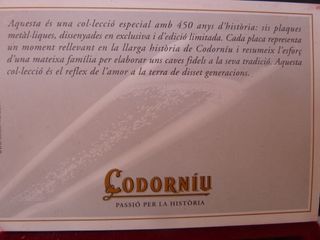 Aquesta és una col·lecció especial amb 450 anys d'història: sis plaques
metàl·liques, dissenyades en exclusiva i d'edició limitada. Cada placa representa
un moment rellevant en la llarga història de Codorníu i resumeix l'esforç
d'una mateixa família per elaborar uns caves fidels a la seva tradició. Aquesta
col·lecció és el reflex de l'amor a la terra de disset generacions.
CODORNÍU
PASSIÓ PER LA HISTÒRIA